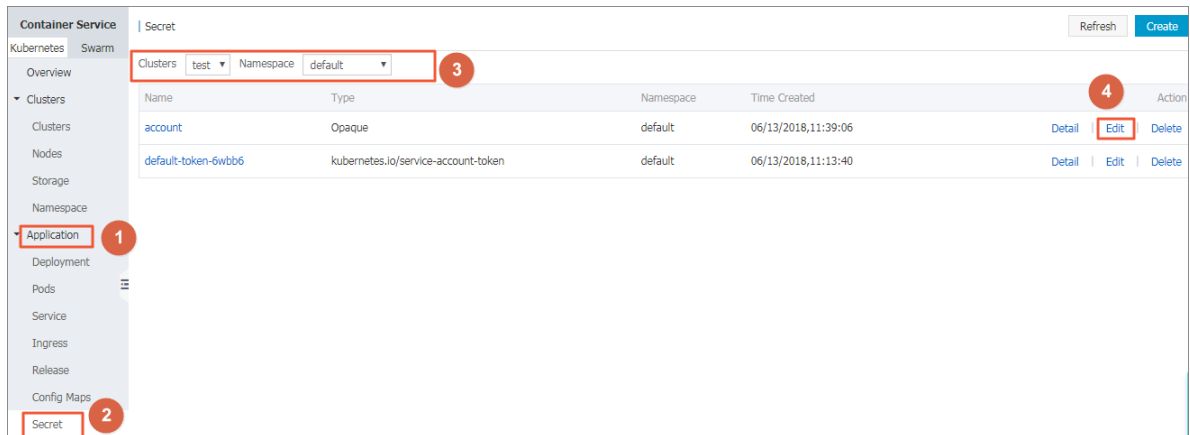 Container Service
Kubernetes Swarm
Overview
Clusters
Clusters
Nodes
Storage
Namespace
Application
1
Deployment
Pods
Service
Ingress
Release
Config Maps
Secret
2
Secret
Refresh
Create
Clusters test Namespace default
3
4
Name Type Namespace Time Created Action
account Opaque default 06/13/2018,11:39:06 Detail Edit Delete
default-token-6wbb6 kubernetes.io/service-account-token default 06/13/2018,11:13:40 Detail Edit Delete